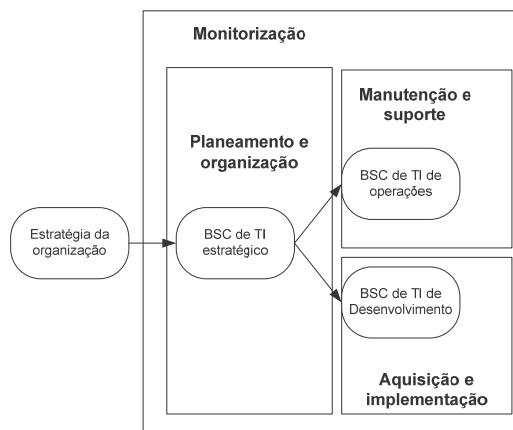 Monitorização
Planeamento e
organização
Manutenção e
suporte
BSC de TI de
operações
Estratégia da
organização
BSC de TI
estratégico
BSC de TI de
Desenvolvimento
Aquisição e
implementação